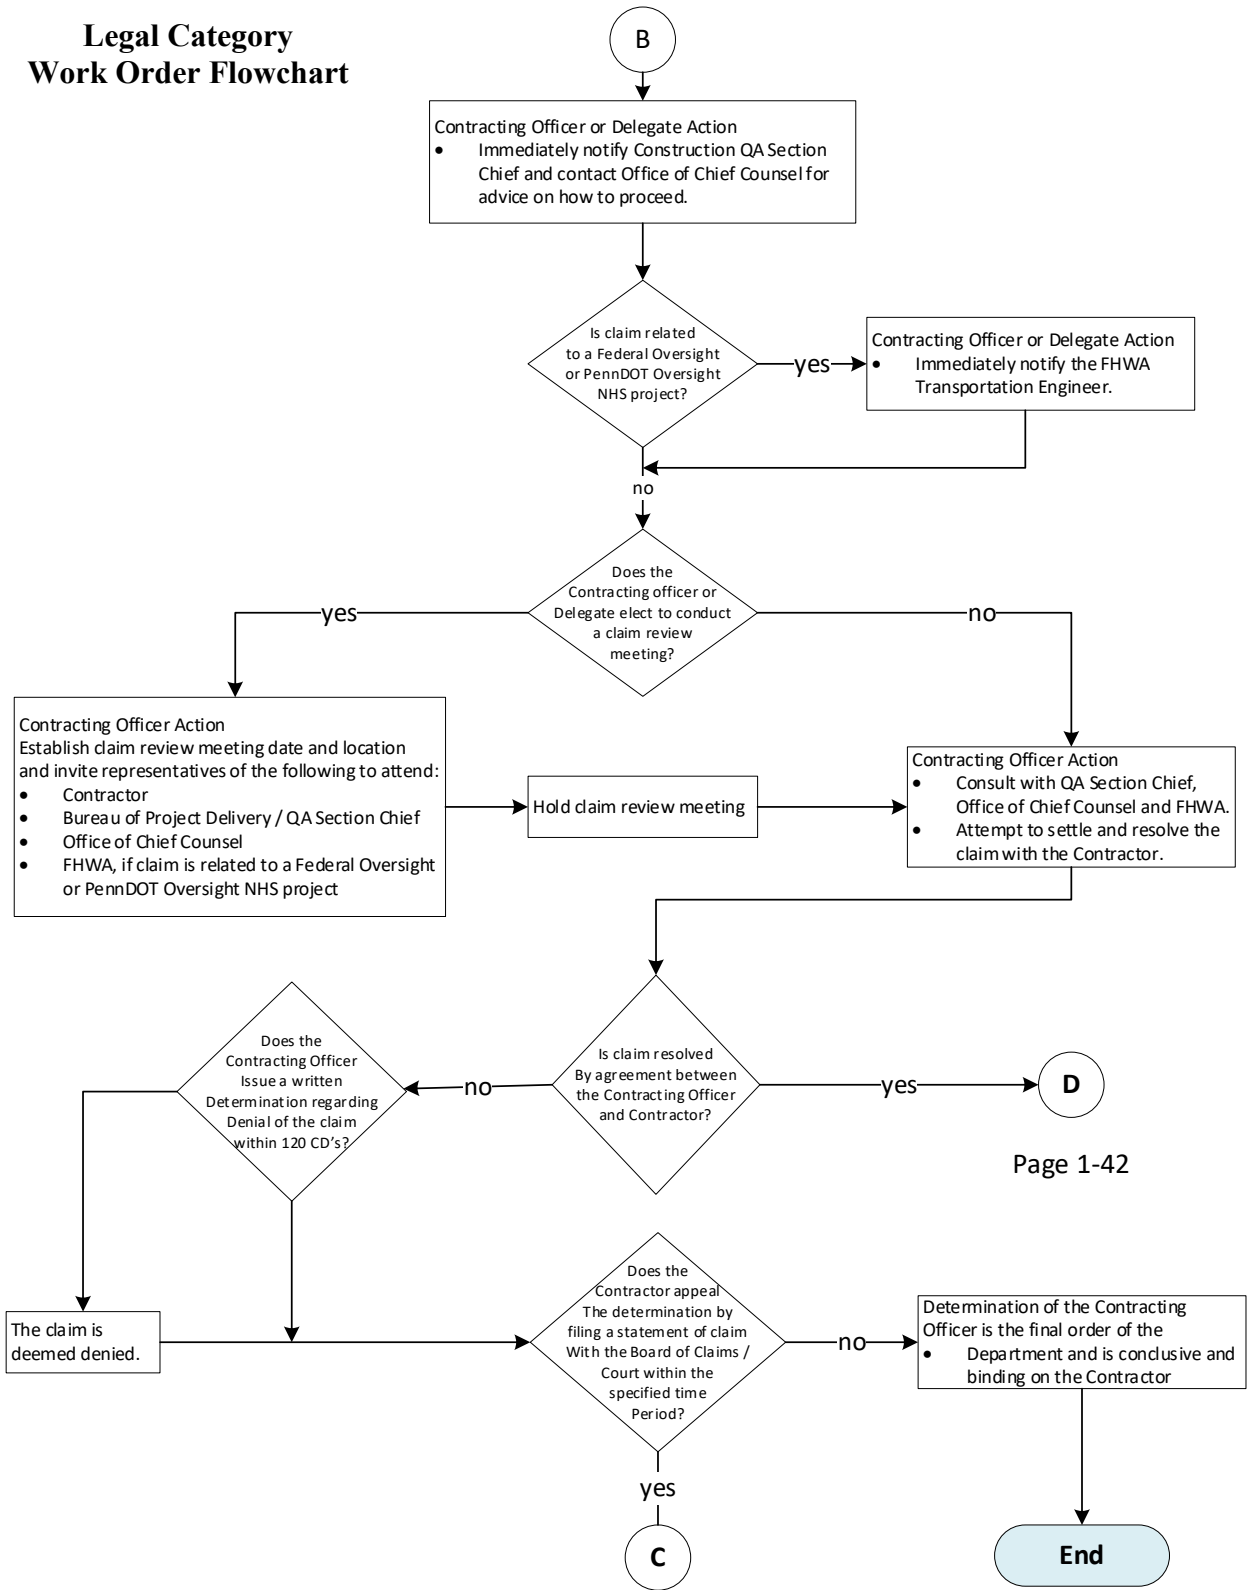 Legal Category
Work Order Flowchart
B
Contracting Officer or Delegate Action
• Immediately notify Construction QA Section
Chief and contact Office of Chief Counsel for
advice on how to proceed.
Is claim related
to a Federal Oversight
or PennDOT Oversight
NHS project?
yes
Contracting Officer or Delegate Action
• Immediately notify the FHWA
Transportation Engineer.
no
Does the
Contracting officer or
Delegate elect to conduct
a claim review
meeting?
yes
no
Contracting Officer Action
Establish claim review meeting date and location
and invite representatives of the following to attend:
• Contractor
• Bureau of Project Delivery / QA Section Chief
• Office of Chief Counsel
• FHWA, if claim is related to a Federal Oversight
or PennDOT Oversight NHS project
Hold claim review meeting
Contracting Officer Action
• Consult with QA Section Chief,
Office of Chief Counsel and FHWA.
• Attempt to settle and resolve the
claim with the Contractor.
Does the
Contracting Officer
Issue a written
Determination regarding
Denial of the claim
within 120 CD's?
no
Is claim resolved
By agreement between
the Contracting Officer
and Contractor?
yes
D
Page 1-42
The claim is
deemed denied.
Does the
Contractor appeal
The determination by
filing a statement of claim
With the Board of Claims /
Court within the
specified time
Period?
no
Determination of the Contracting
Officer is the final order of the
• Department and is conclusive and
binding on the Contractor
yes
C
End